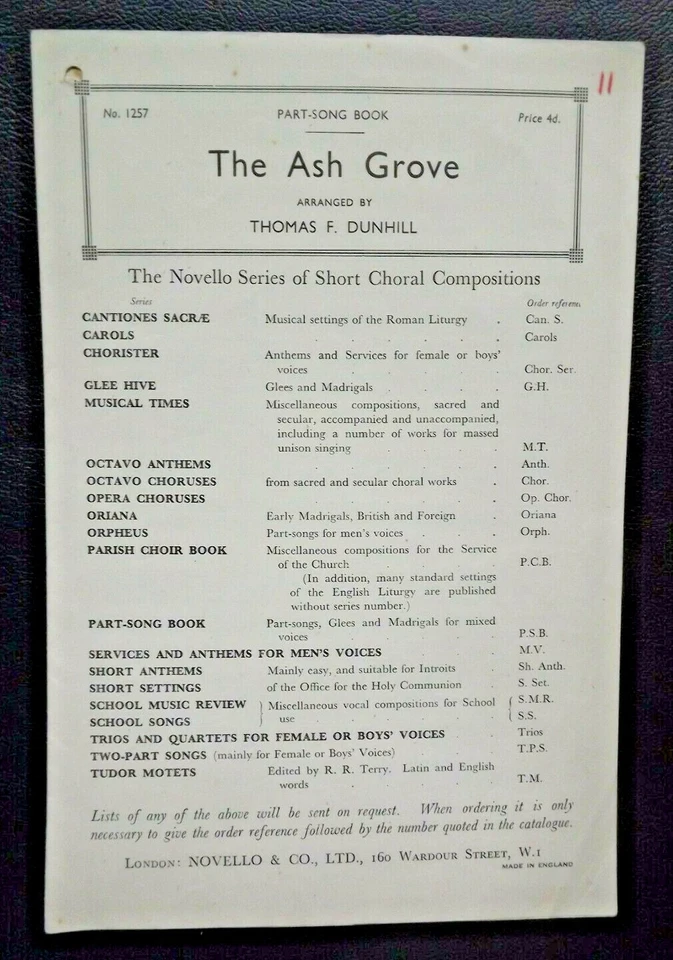 11
No. 1257 PART-SONG BOOK Price 4d.
The Ash Grove
ARRANGED BY
THOMAS F. DUNHILL
The Novello Series of Short Choral Compositions
Series Order referenc
CANTIONES SACRÆ Musical settings of the Roman Liturgy . Can. S.
CAROLS . . . . . . Carols
CHORISTER Anthems and Services for female or boys'
voices . . . . Chor. Ser.
GLEE HIVE Glees and Madrigals . . . . G.H.
MUSICAL TIMES Miscellaneous compositions, sacred and
secular, accompanied and unaccompanied,
including a number of works for massed
unison singing . . . . M.T.
OCTAVO ANTHEMS . . . . . . Anth.
OCTAVO CHORUSES from sacred and secular choral works . Chor.
OPERA CHORUSES . . . . . . Op. Chor.
ORIANA Early Madrigals, British and Foreign . Oriana
ORPHEUS Part-songs for men's voices . . . Orph.
PARISH CHOIR BOOK Miscellaneous compositions for the Service
of the Church . . . . P.C.B.
(In addition, many standard settings
of the English Liturgy are published
without series number.)
PART-SONG BOOK Part-songs, Glees and Madrigals for mixed
voices . . . . . P.S.B.
SERVICES AND ANTHEMS FOR MEN'S VOICES . . . M.V.
SHORT ANTHEMS Mainly easy, and suitable for Introits . Sh. Anth.
SHORT SETTINGS of the Office for the Holy Communion . S. Set.
SCHOOL MUSIC REVIEW } Miscellaneous vocal compositions for School { S.M.R.
SCHOOL SONGS } use . . . . . { S.S.
TRIOS AND QUARTETS FOR FEMALE OR BOYS' VOICES . . Trios
TWO-PART SONGS (mainly for Female or Boys' Voices) . . . T.P.S.
TUDOR MOTETS Edited by R. R. Terry. Latin and English
words . . . . . T.M.
Lists of any of the above will be sent on request. When ordering it is only
necessary to give the order reference followed by the number quoted in the catalogue.
LONDON: NOVELLO & CO., LTD., 160 WARDOUR STREET, W.1
MADE IN ENGLAND